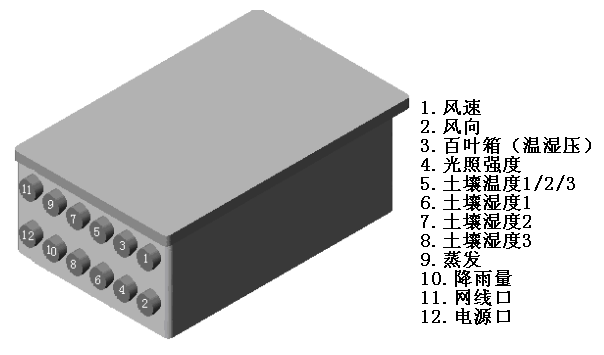 1.风速
2.风向
3.百叶箱（温湿压）
4.光照强度
5.土壤温度1/2/3
6.土壤湿度1
7.土壤湿度2
8.土壤湿度3
9.蒸发
10.降雨量
11.网线口
12.电源口
11 9 7 5 3 1
12 10 8 6 4 2